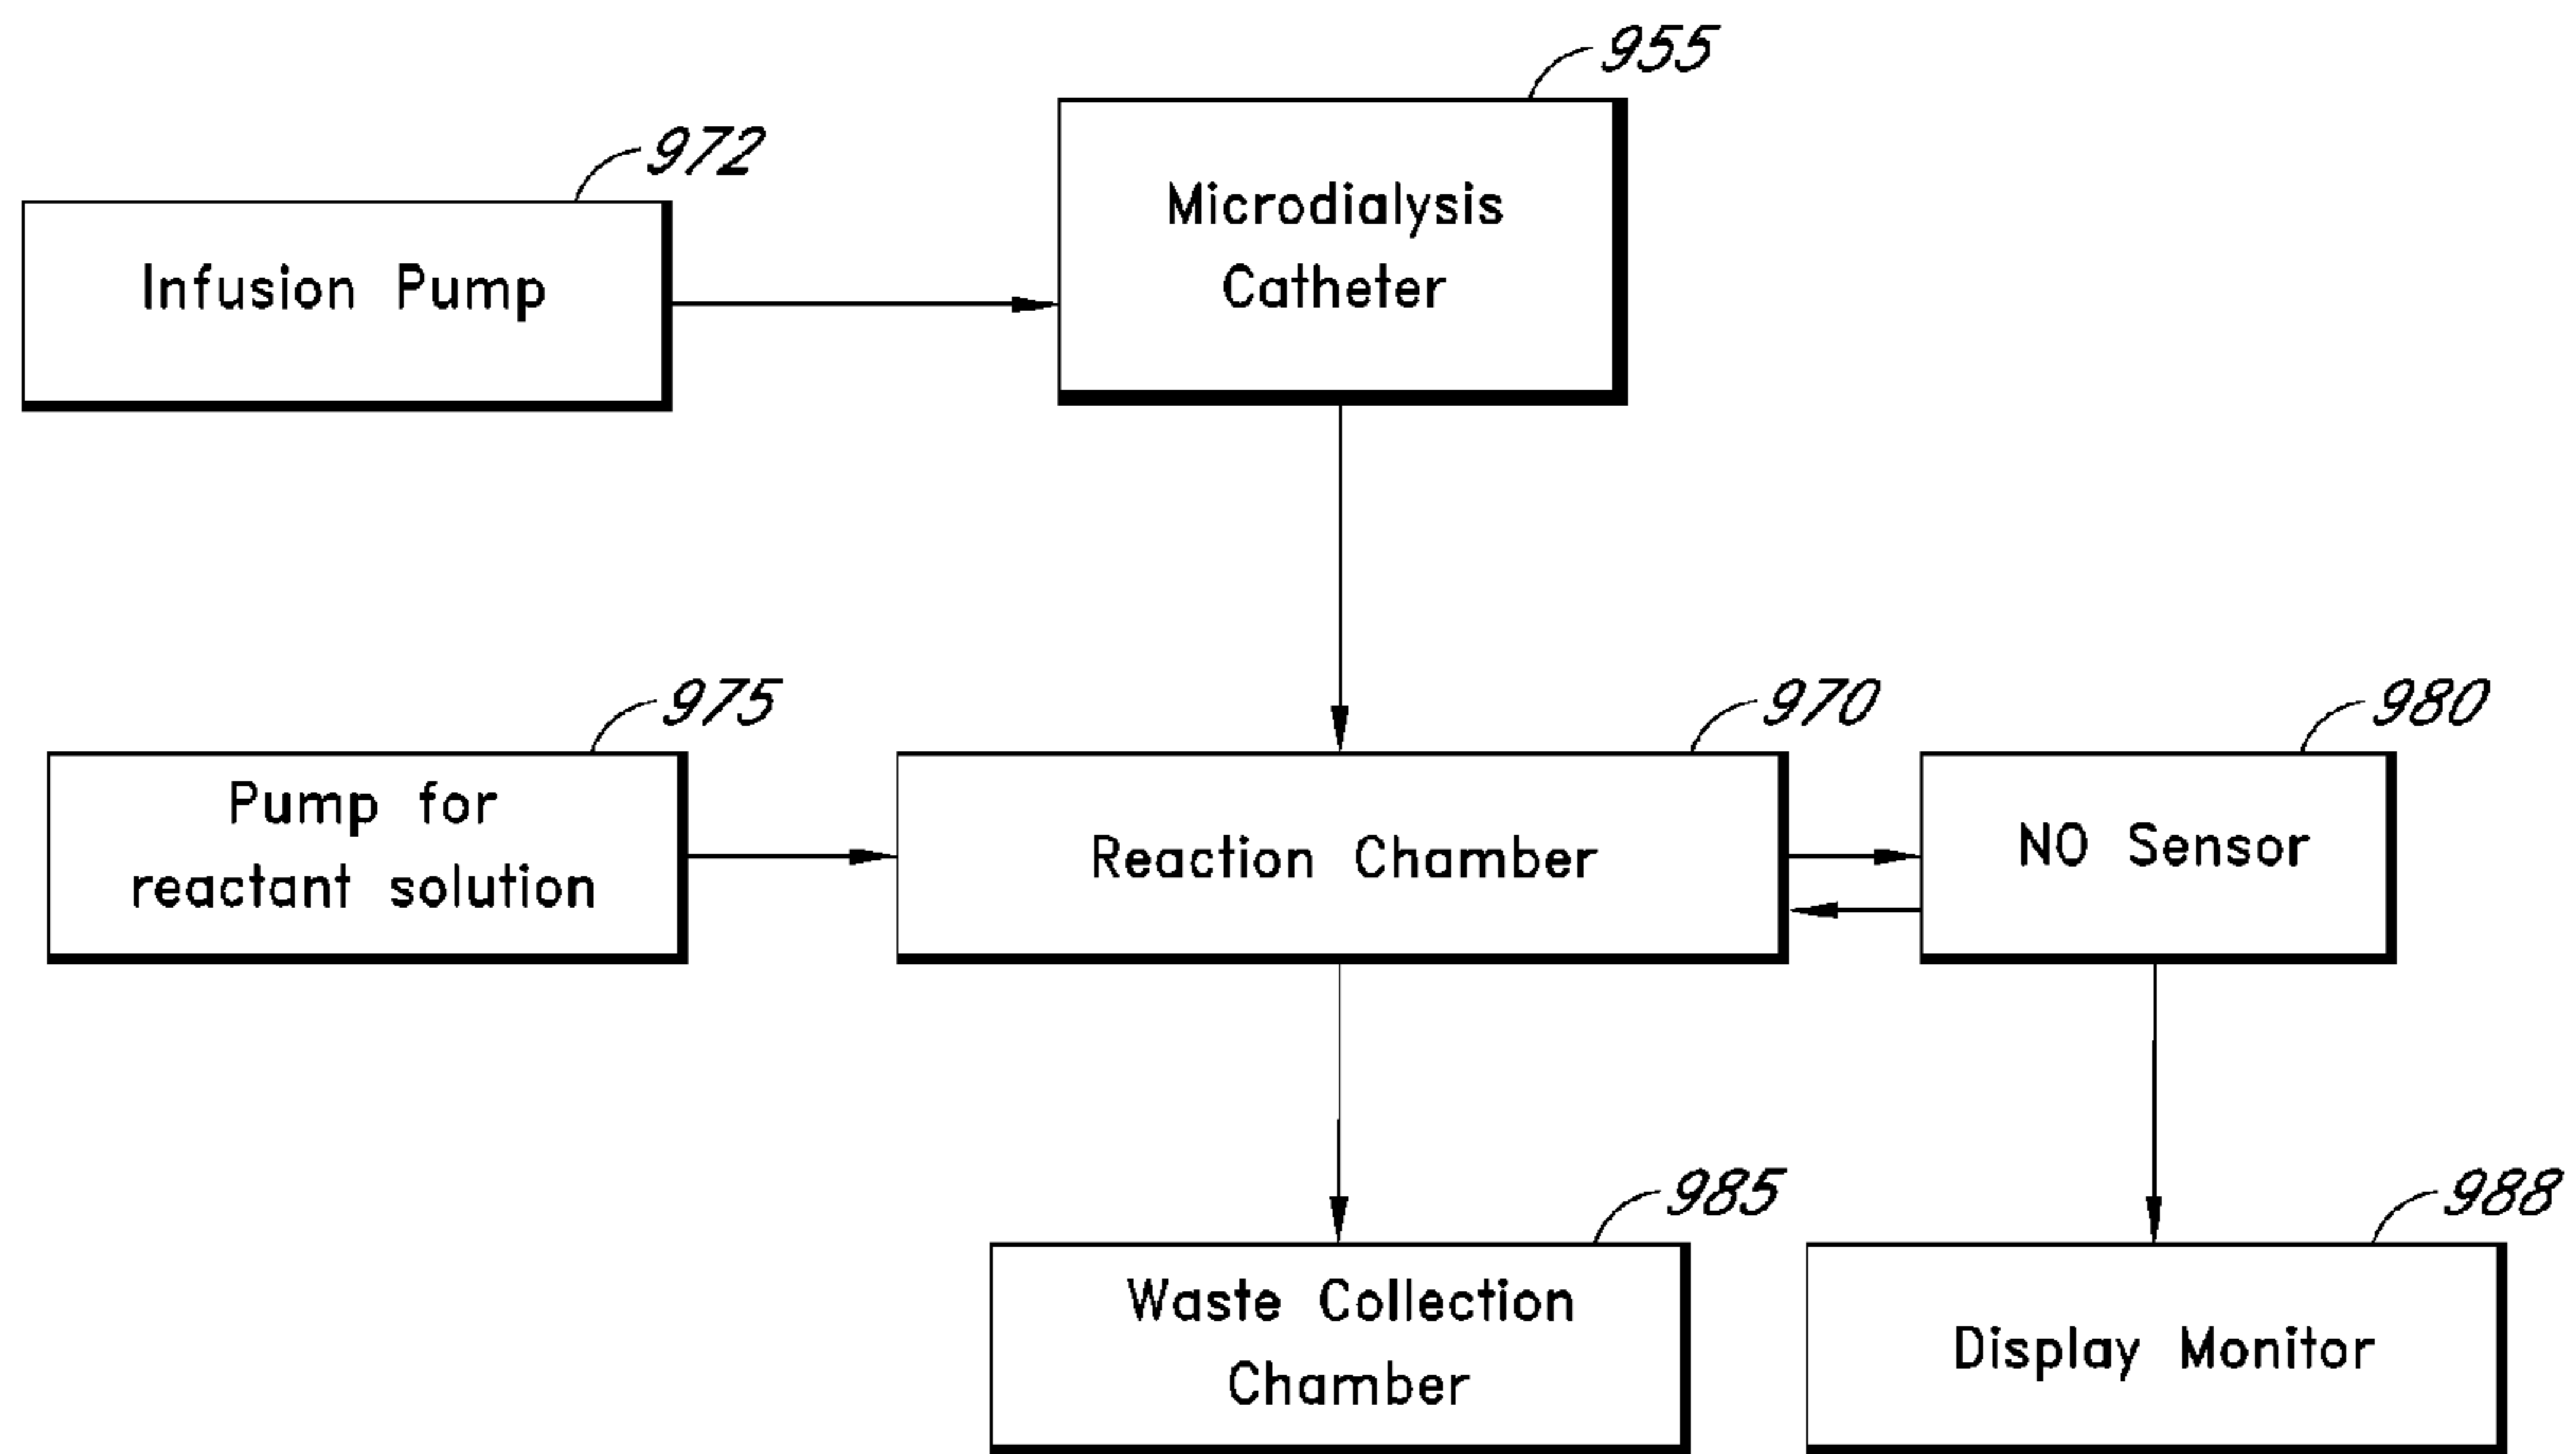 955
972
Microdialysis
Catheter
Infusion Pump
975
970
980
Pump for
reactant solution
Reaction Chamber
NO Sensor
985
988
Waste Collection
Chamber
Display Monitor